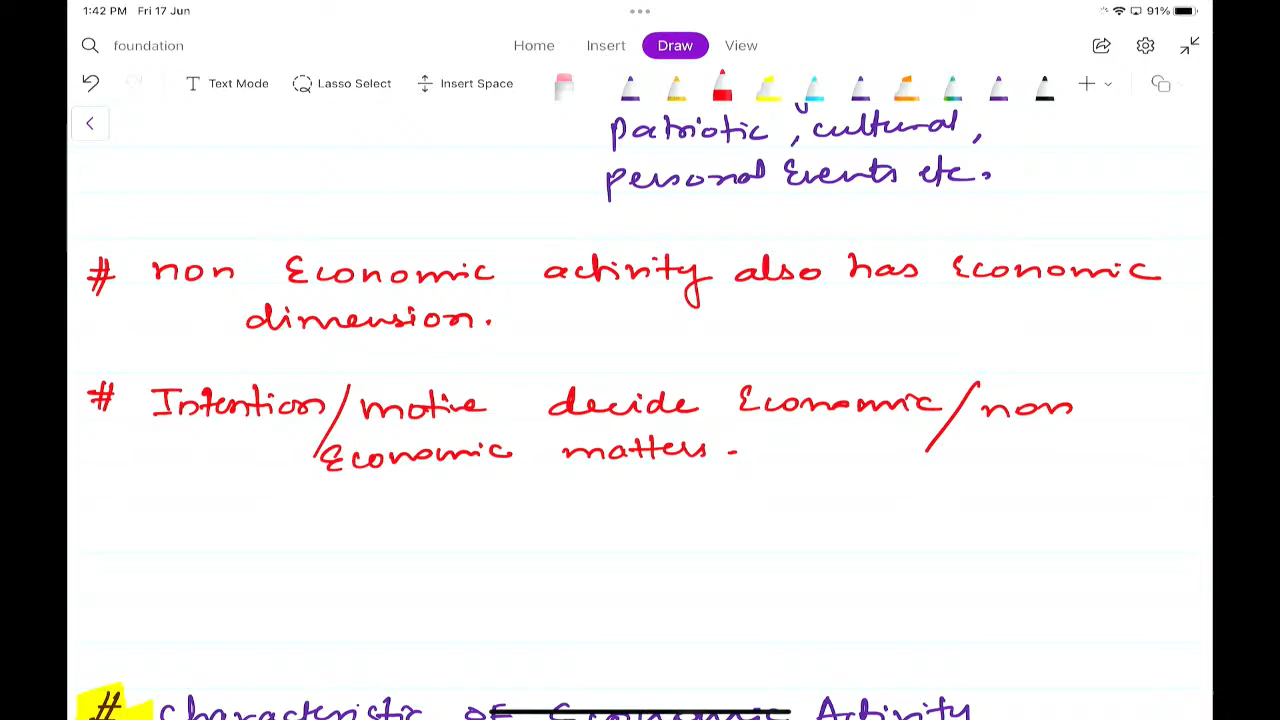 1:42 PM Fri 17 Jun
91%
foundation
Home Insert Draw View
Text Mode Lasso Select Insert Space
patriotic, cultural,
personal Events etc.
# non Economic activity also has Economic
dimension.
# Intention/motive decide Economic/non
Economic matters.
# Characteristic of Economic Activity